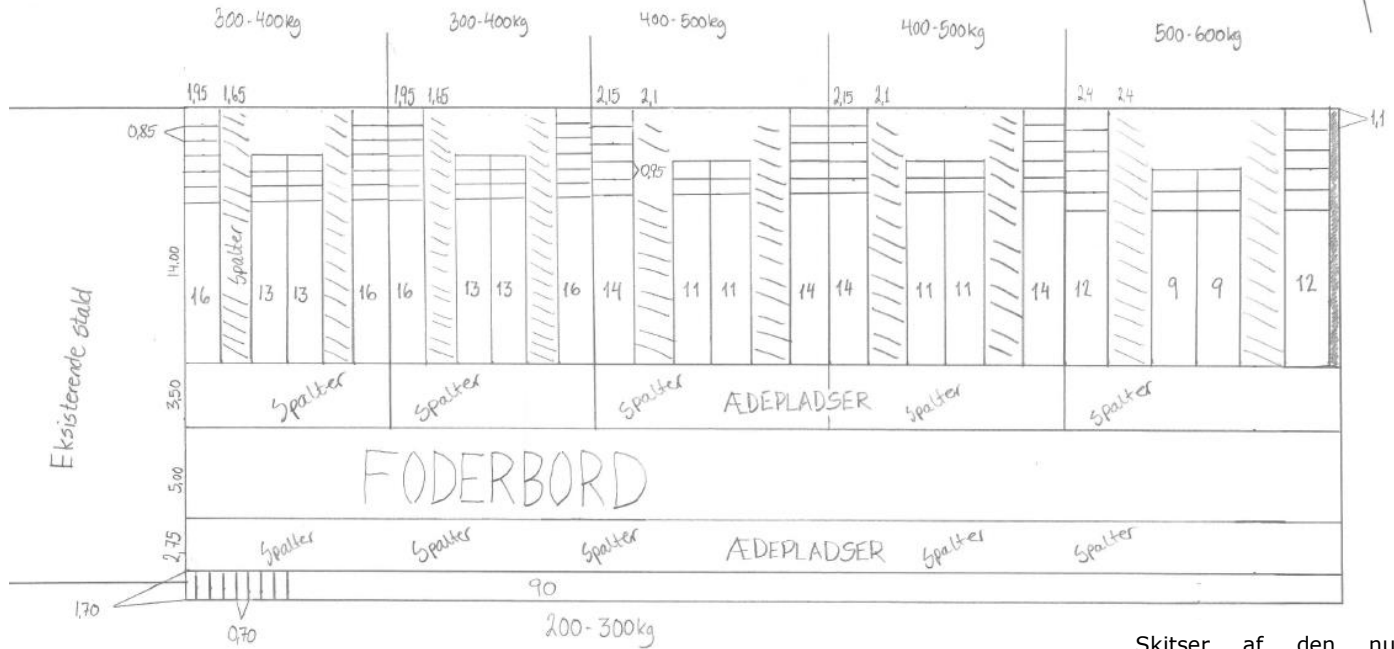 300-400kg 300-400kg 400-500kg 400-500kg 500-600kg
1,95 1,65 1,95 1,65 2,15 2,1 2,15 2,1 2,4 2,4
0,85 1,1
0,95
14.00 Spalter
16 13 13 16 16 13 13 16 14 11 11 14 14 11 11 14 12 9 9 12
Eksisterende stald
3,50 Spalter Spalter Spalter ÆDEPLADSER Spalter Spalter
5,00 FODERBORD
2,75 Spalter Spalter Spalter ÆDEPLADSER Spalter Spalter
90
1,70
0,70 200-300kg
Skitser af den nu